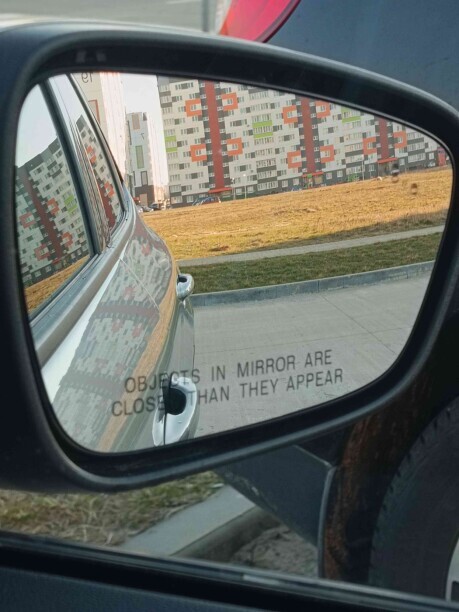 OBJECTS IN MIRROR ARE
CLOSER THAN THEY APPEAR